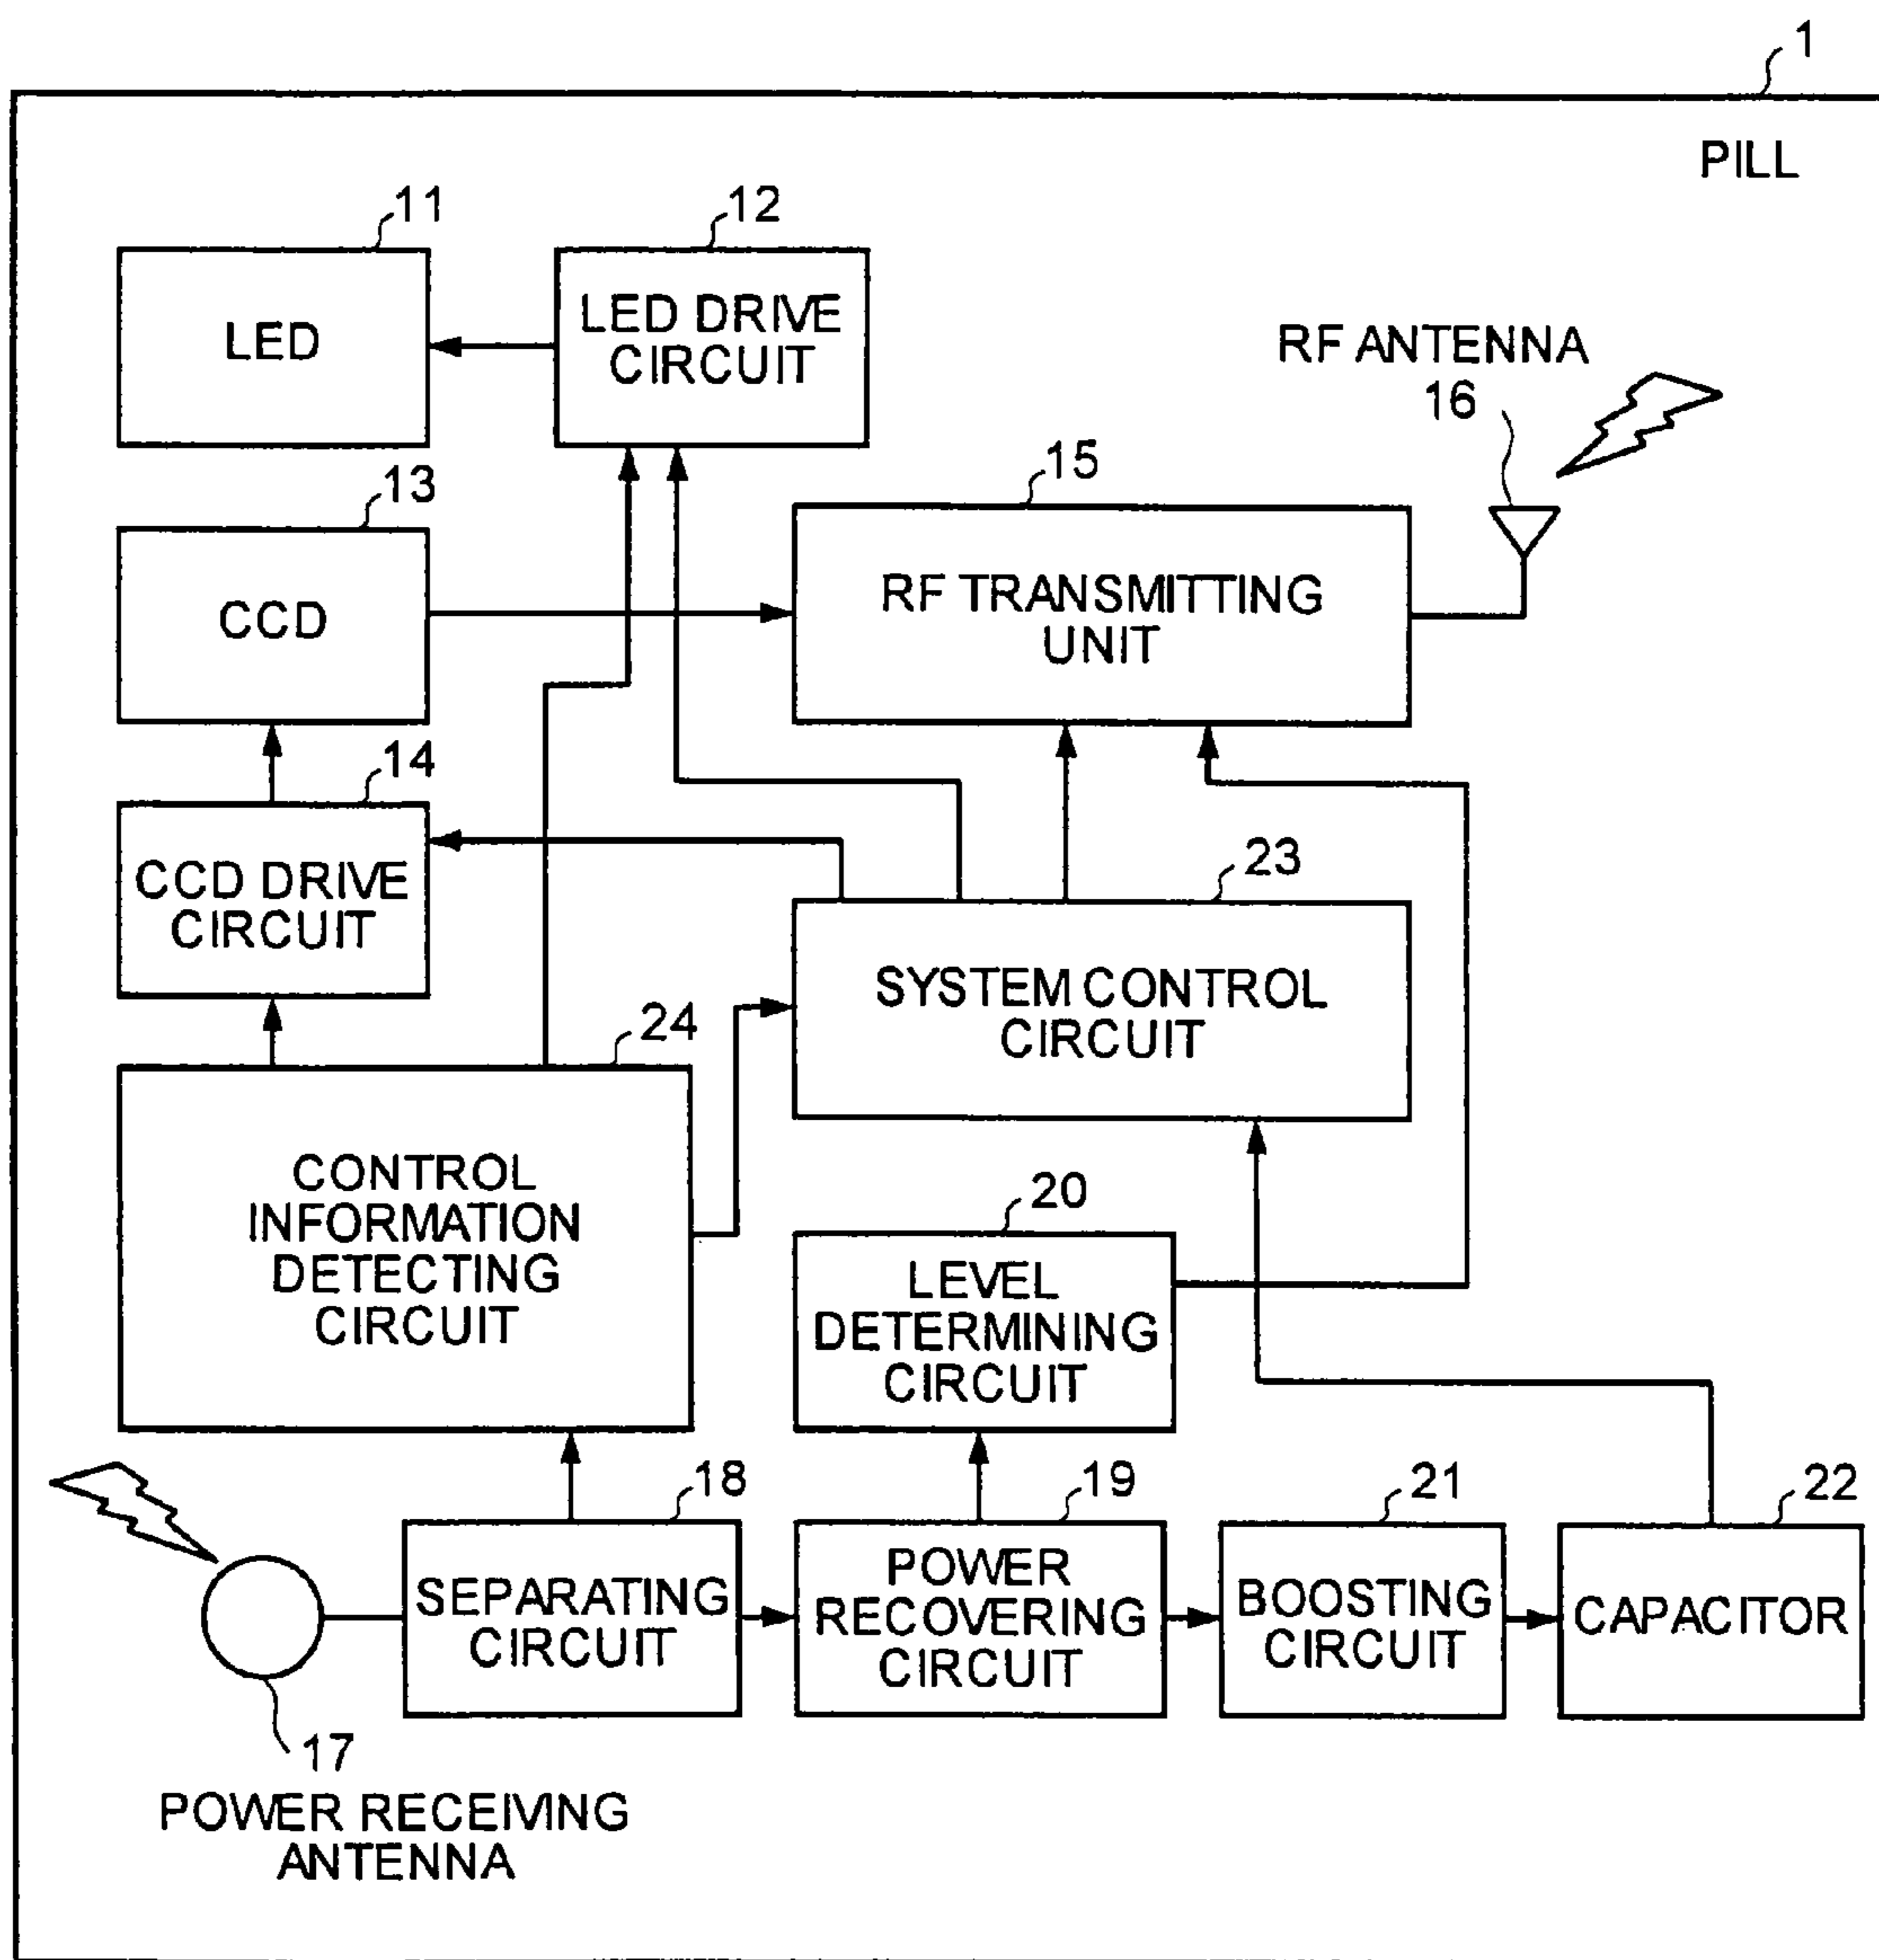 1
PILL
11
LED
12
LED DRIVE
CIRCUIT
RF ANTENNA
16
13
CCD
15
RF TRANSMITTING
UNIT
14
CCD DRIVE
CIRCUIT
23
SYSTEM CONTROL
CIRCUIT
24
CONTROL
INFORMATION
DETECTING
CIRCUIT
20
LEVEL
DETERMINING
CIRCUIT
18
SEPARATING
CIRCUIT
19
POWER
RECOVERING
CIRCUIT
21
BOOSTING
CIRCUIT
22
CAPACITOR
17
POWER RECEIVING
ANTENNA